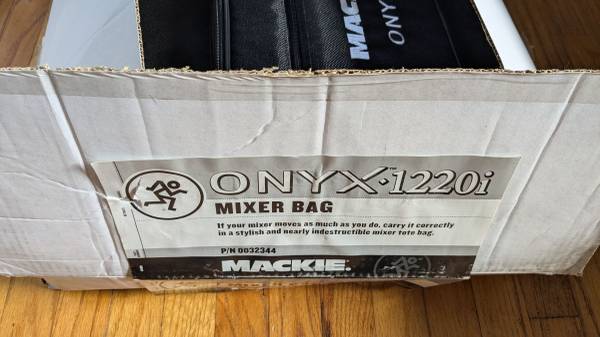 MAC
ONY
ONYX·1220i
MIXER BAG
If your mixer moves as much as you do, carry it correctly
in a stylish and nearly indestructible mixer tote bag.
P/N 0032344
MACKIE.